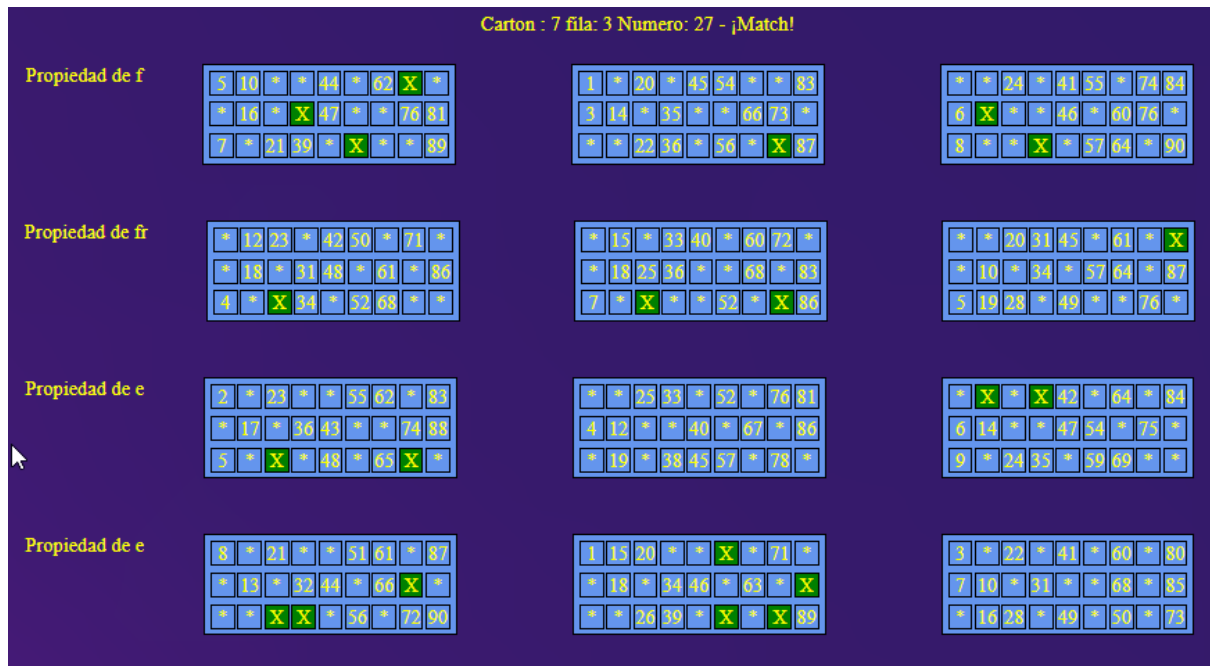 Carton : 7 fila: 3 Numero: 27 - ¡Match!
Propiedad de f
5 10 * * 44 * 62 X *
* 16 * X 47 * * 76 81
7 * 21 39 * X * * 89
1 * 20 * 45 54 * * 83
3 14 * 35 * * 66 73 *
* * 22 36 * 56 * X 87
* * 24 * 41 55 * 74 84
6 X * * 46 * 60 76 *
8 * * X * 57 64 * 90
Propiedad de fr
* 12 23 * 42 50 * 71 *
* 18 * 31 48 * 61 * 86
4 * X 34 * 52 68 * *
* 15 * 33 40 * 60 72 *
* 18 25 36 * * 68 * 83
7 * X * * 52 * X 86
* * 20 31 45 * 61 * X
* 10 * 34 * 57 64 * 87
5 19 28 * 49 * * 76 *
Propiedad de e
2 * 23 * * 55 62 * 83
* 17 * 36 43 * * 74 88
5 * X * 48 * 65 X *
* * 25 33 * 52 * 76 81
4 12 * * 40 * 67 * 86
* 19 * 38 45 57 * 78 *
* X * X 42 * 64 * 84
6 14 * * 47 54 * 75 *
9 * 24 35 * 59 69 * *
Propiedad de e
8 * 21 * * 51 61 * 87
* 13 * 32 44 * 66 X *
* * X X * 56 * 72 90
1 15 20 * * X * 71 *
* 18 * 34 46 * 63 * X
* * 26 39 * X * X 89
3 * 22 * 41 * 60 * 80
7 10 * 31 * * 68 * 85
* 16 28 * 49 * 50 * 73